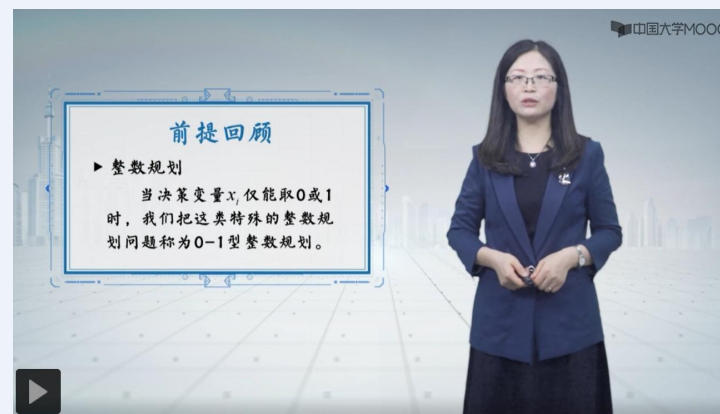 中国大学MOOC
前提回顾
▶ 整数规划
当决策变量xᵢ仅能取0或1
时，我们把这类特殊的整数规
划问题称为0-1型整数规划。